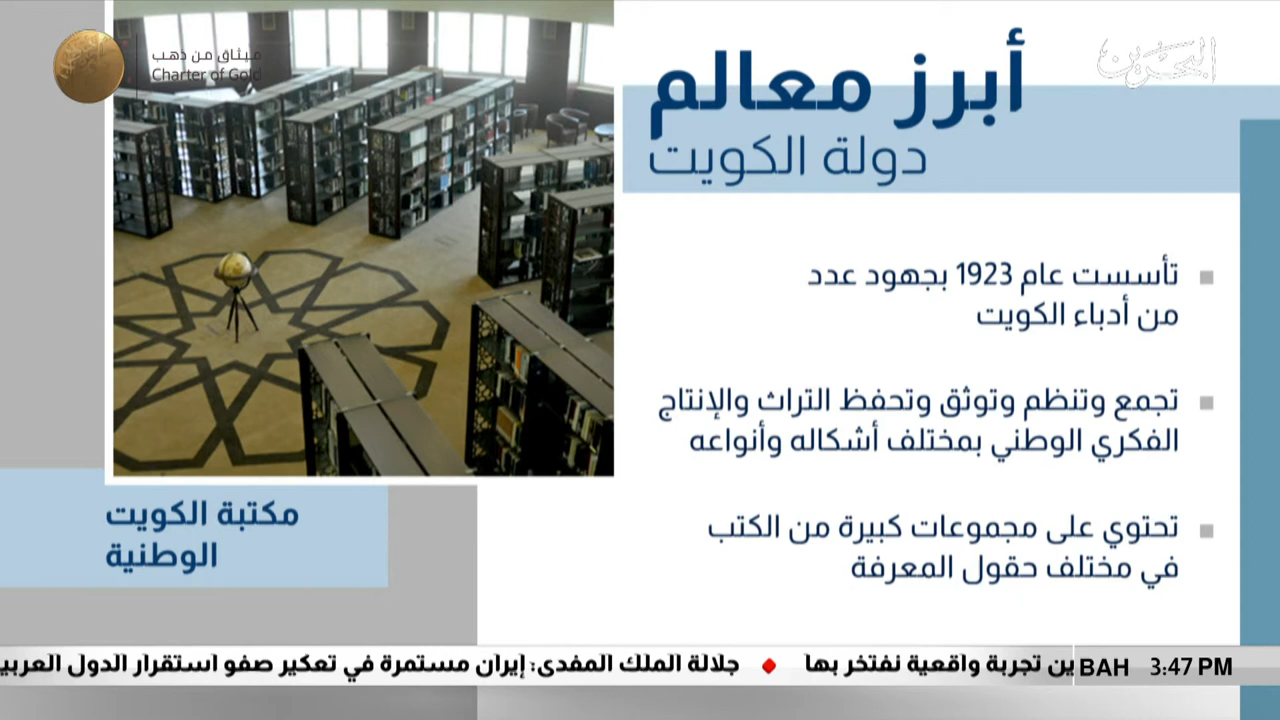 ميثاق من ذهب
Charter of Gold
البحرين
أبرز معالم
دولة الكويت
تأسست عام 1923 بجهود عدد
من أدباء الكويت
تجمع وتنظم وتوثق وتحفظ التراث والإنتاج
الفكري الوطني بمختلف أشكاله وأنواعه
تحتوي على مجموعات كبيرة من الكتب
في مختلف حقول المعرفة
مكتبة الكويت
الوطنية
ين تجربة واقعية نفتخر بها ♦ جلالة الملك المفدى: إيران مستمرة في تعكير صفو استقرار الدول العربي
BAH 3:47 PM